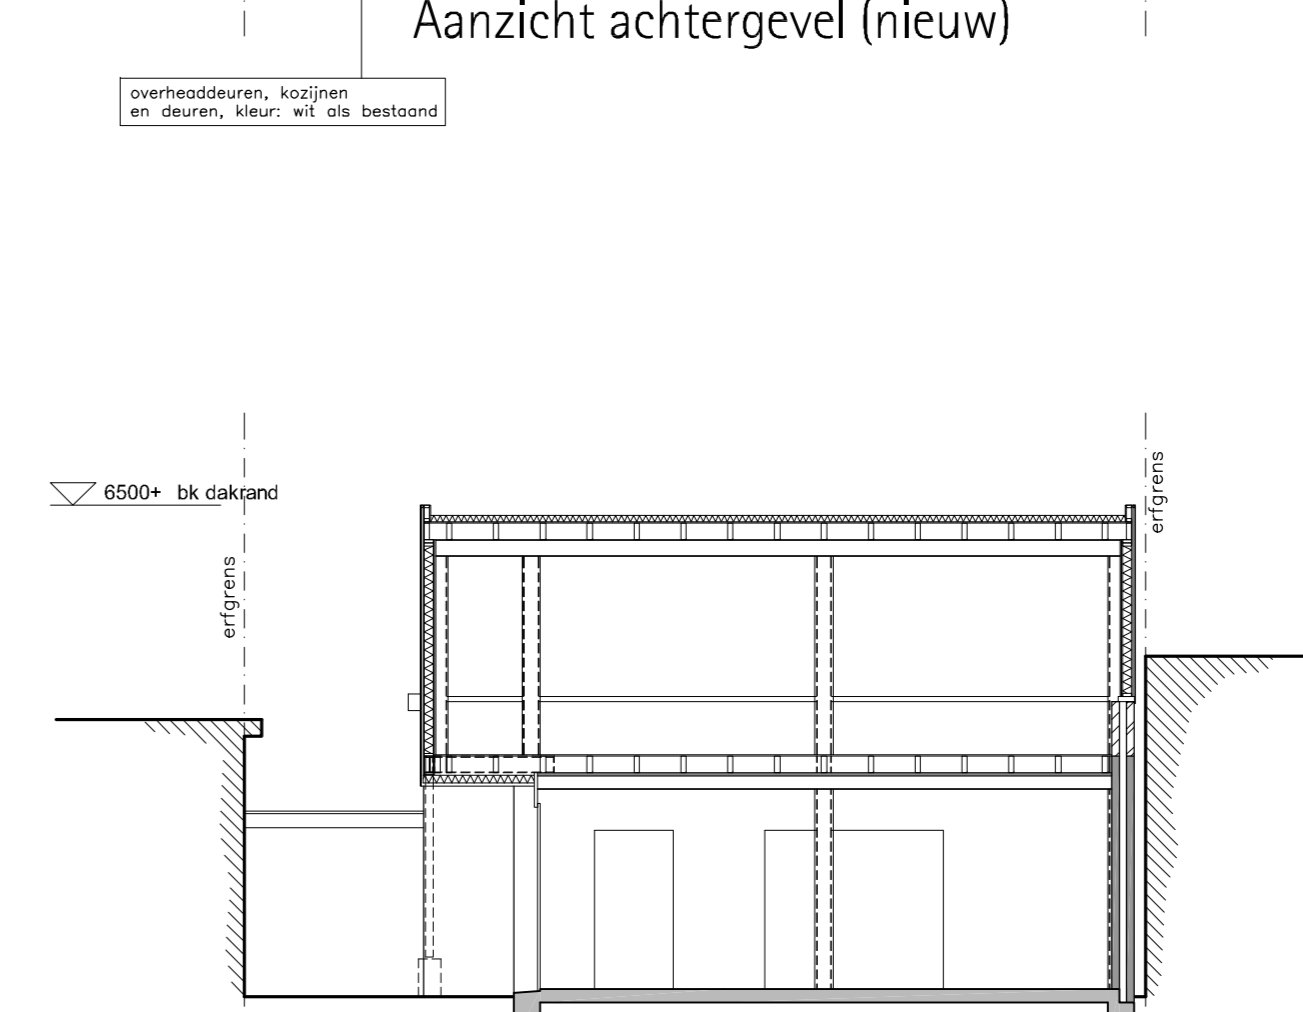 Aanzicht achtergevel (nieuw)
overheaddeuren, kozijnen
en deuren, kleur: wit als bestaand
6500+ bk dakrand
erfgrens
erfgrens